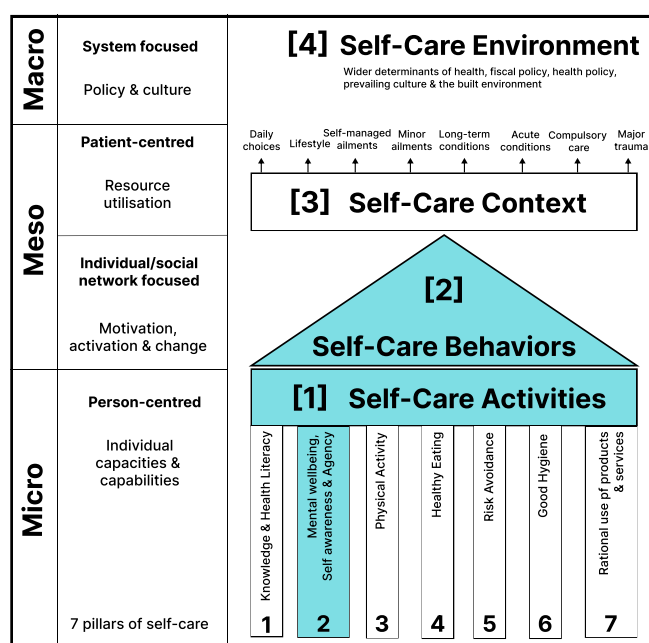 Macro
System focused
Policy & culture
[4] Self-Care Environment
Wider determinants of health, fiscal policy, health policy,
prevailing culture & the built environment
Meso
Patient-centred
Resource
utilisation
Daily
choices
Lifestyle
Self-managed
ailments
Minor
ailments
Long-term
conditions
Acute
conditions
Compulsory
care
Major
trauma
[3] Self-Care Context
Individual/social
network focused
Motivation,
activation & change
[2]
Self-Care Behaviors
Micro
Person-centred
Individual
capacities &
capabilities
7 pillars of self-care
[1] Self-Care Activities
Knowledge & Health Literacy
1
Mental wellbeing,
Self awareness & Agency
2
Physical Activity
3
Healthy Eating
4
Risk Avoidance
5
Good Hygiene
6
Rational use pf products
& services
7